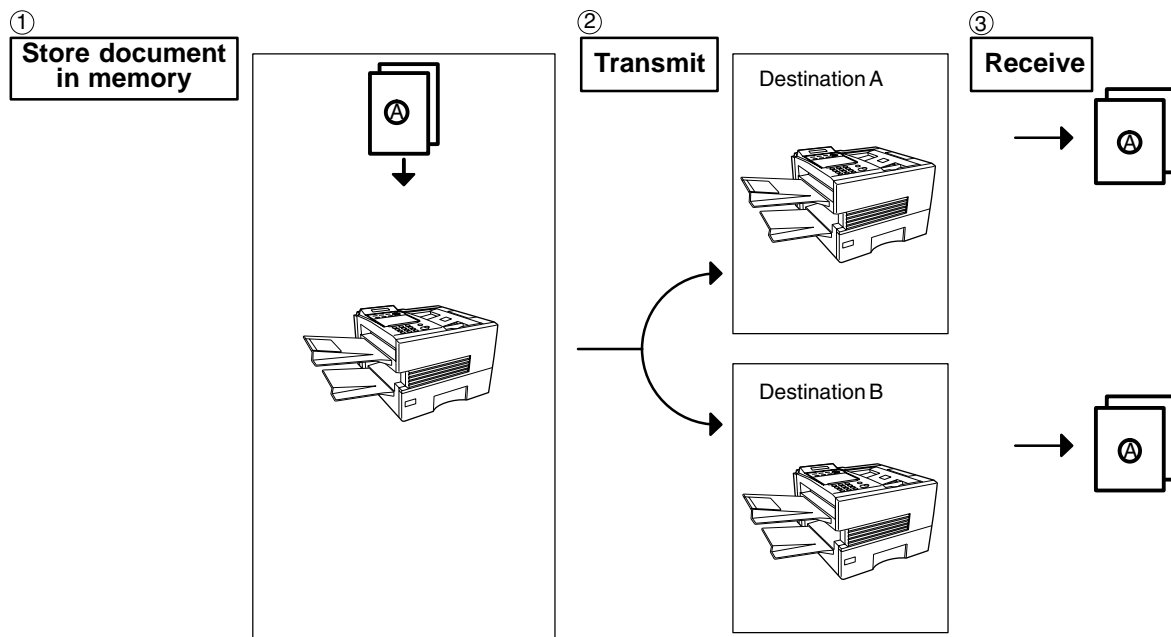 ①
Store document
in memory
A
②
Transmit
Destination A
③
Receive
A
Destination B
A